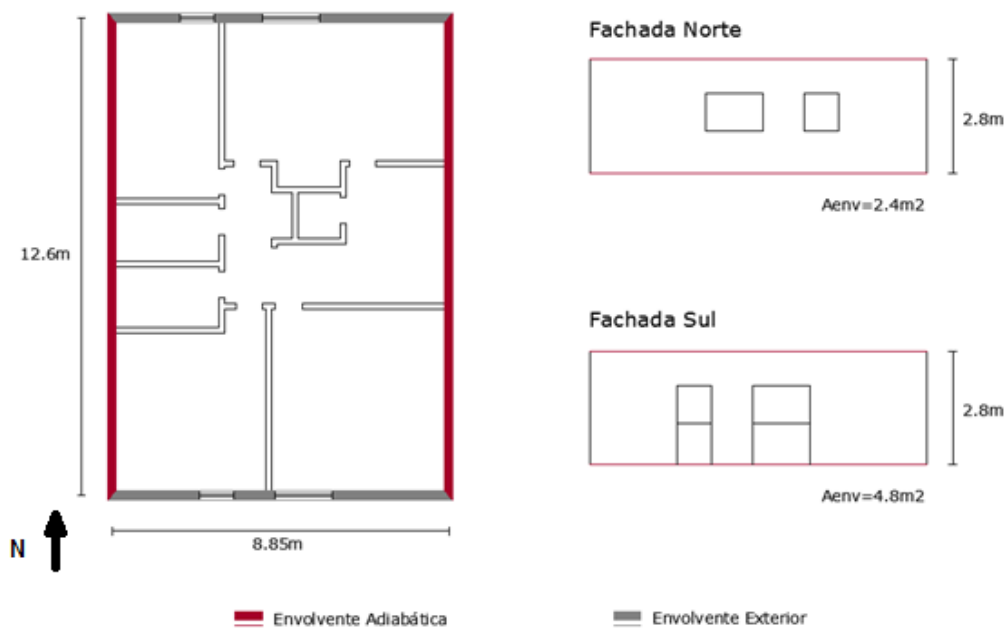 Fachada Norte
2.8m
Aenv=2.4m2
12.6m
Fachada Sul
2.8m
Aenv=4.8m2
N
8.85m
Envolvente Adiabática
Envolvente Exterior